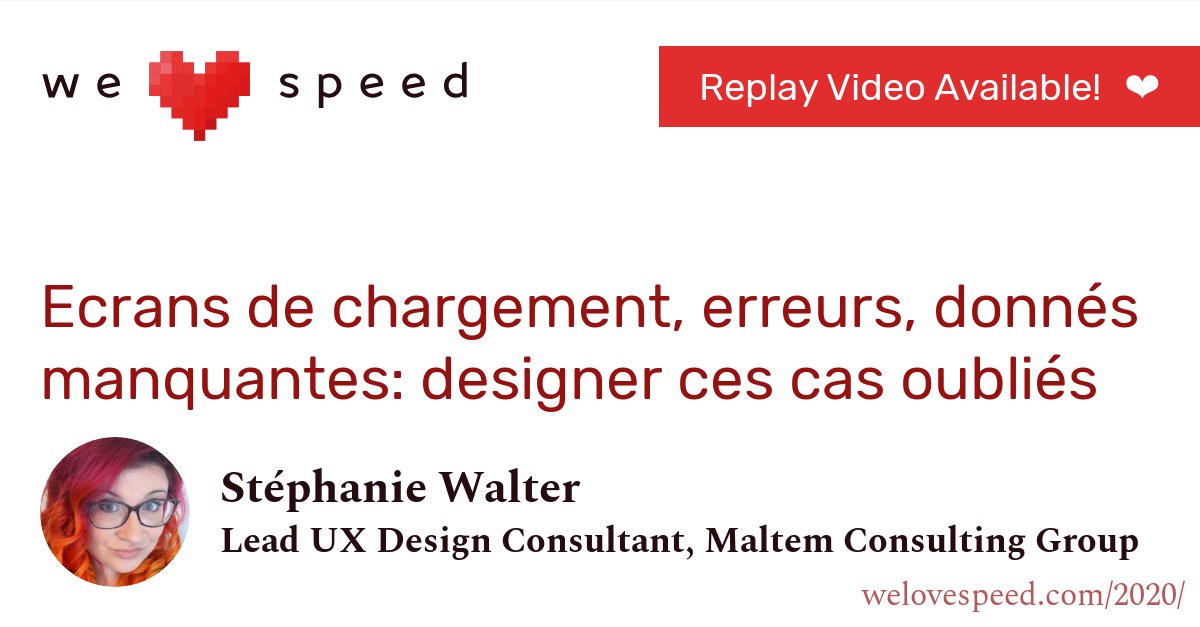 we speed
Replay Video Available! ❤
Ecrans de chargement, erreurs, donnés
manquantes: designer ces cas oubliés
Stéphanie Walter
Lead UX Design Consultant, Maltem Consulting Group
welovespeed.com/2020/